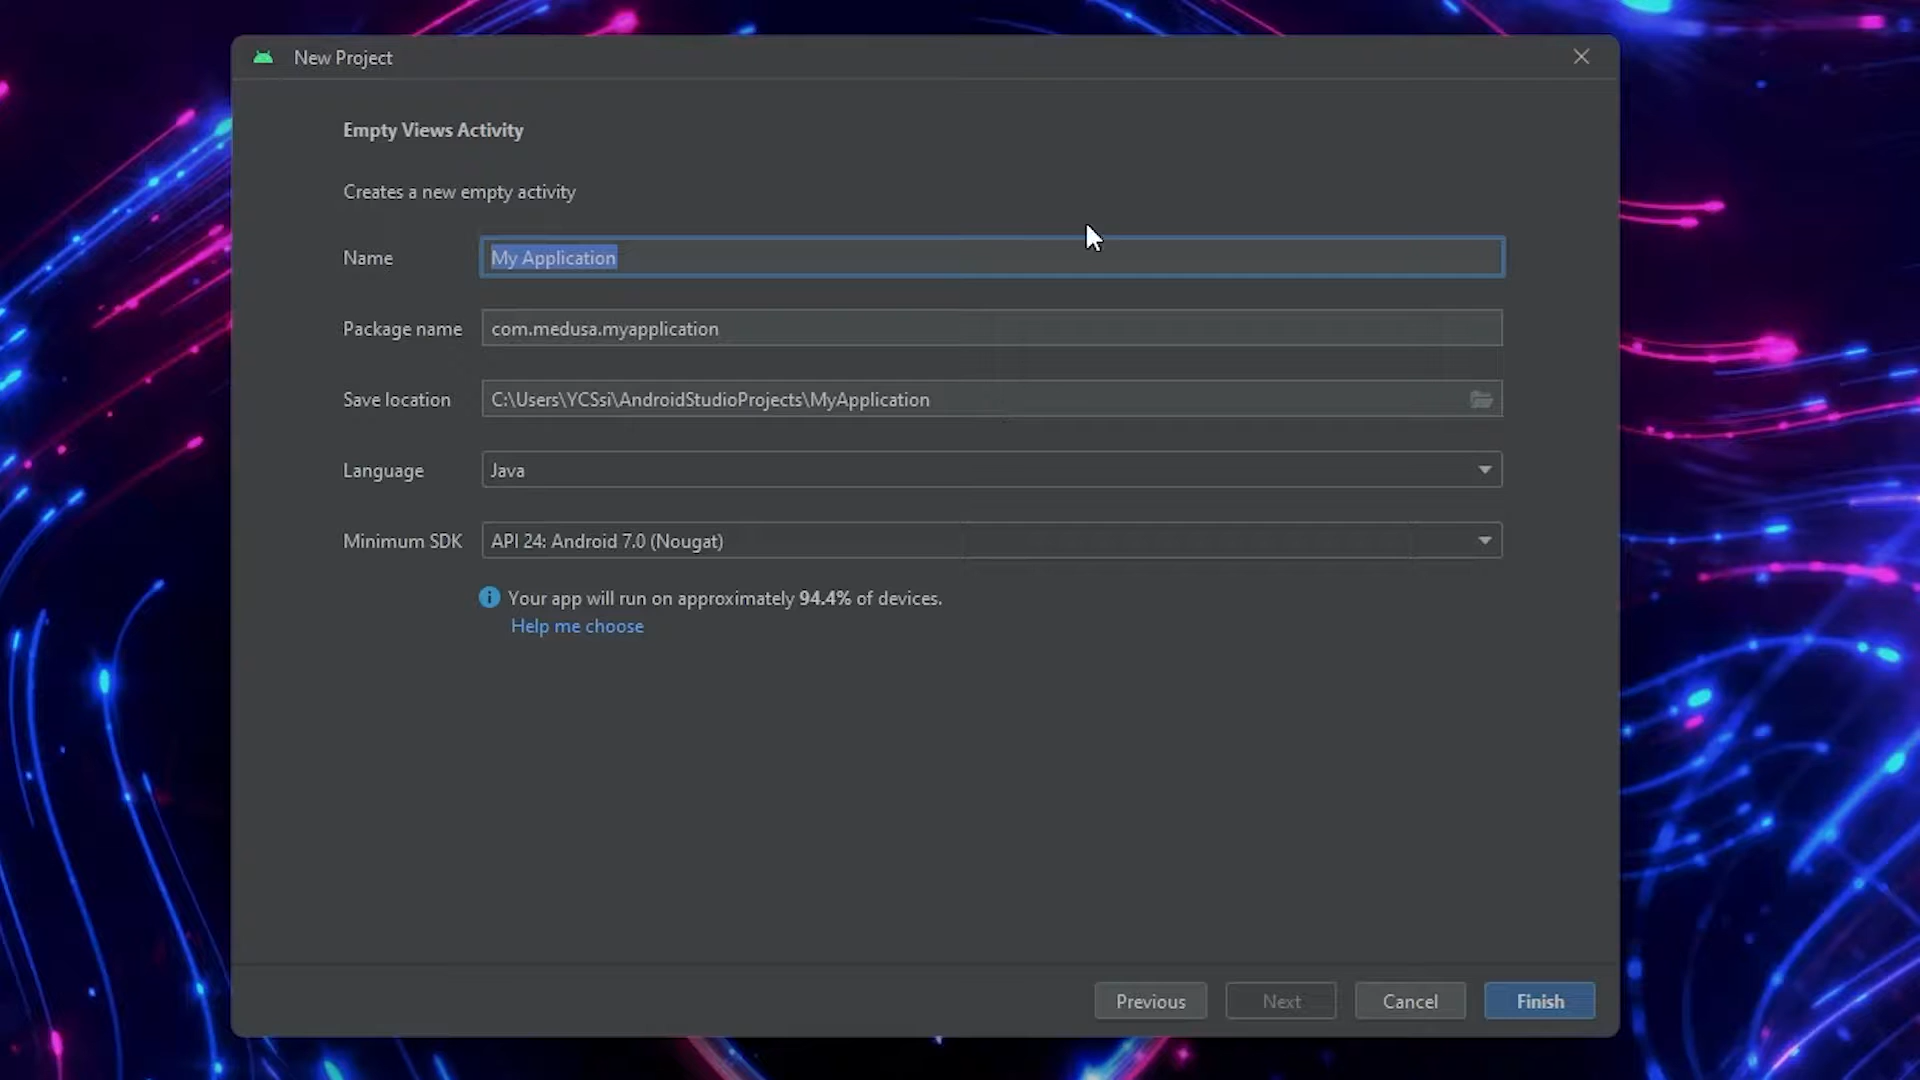 New Project
Empty Views Activity
Creates a new empty activity
Name My Application
Package name com.medusa.myapplication
Save location C:\Users\YCSsi\AndroidStudioProjects\MyApplication
Language Java
Minimum SDK API 24: Android 7.0 (Nougat)
Your app will run on approximately 94.4% of devices.
Help me choose
Previous Next Cancel Finish